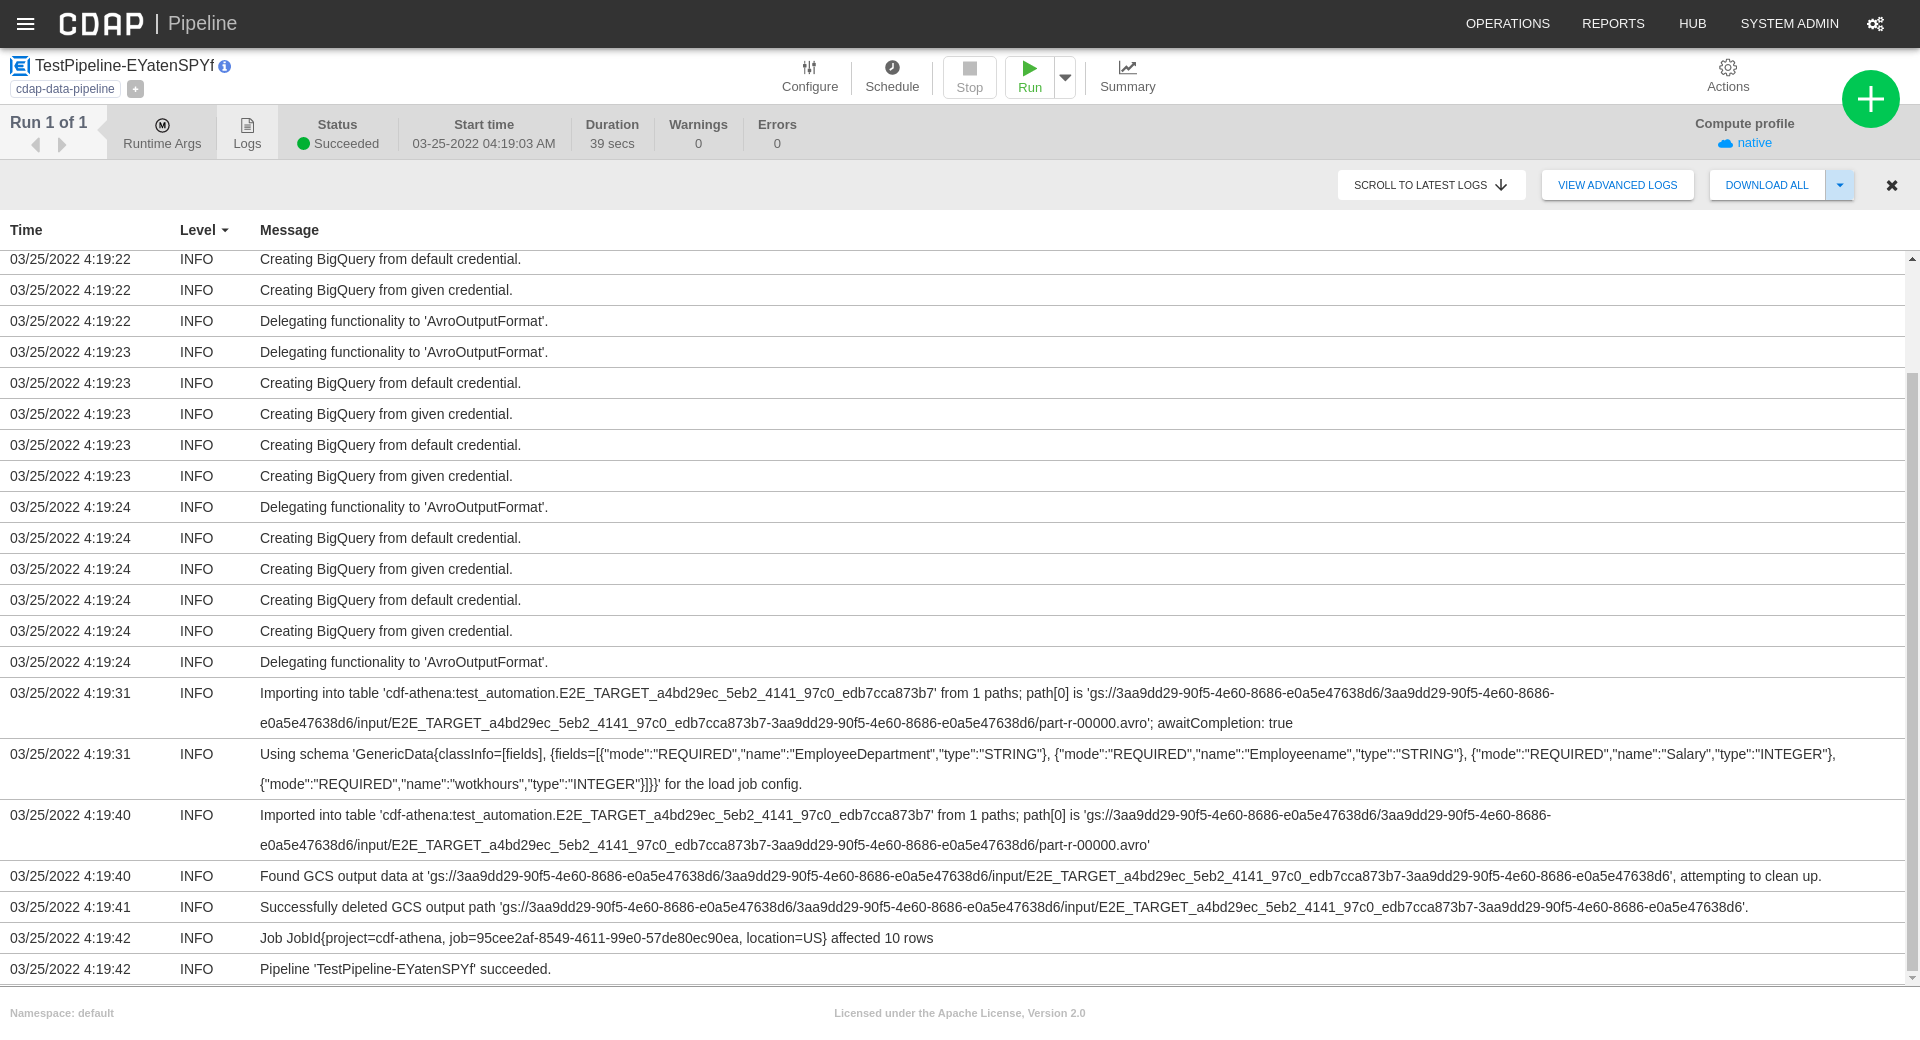 CDAP | Pipeline
OPERATIONS REPORTS HUB SYSTEM ADMIN
TestPipeline-EYatenSPYf
cdap-data-pipeline +
Configure Schedule Stop Run Summary Actions
Run 1 of 1
Runtime Args
Logs
Status Start time Duration Warnings Errors Compute profile
Succeeded 03-25-2022 04:19:03 AM 39 secs 0 0 native
SCROLL TO LATEST LOGS VIEW ADVANCED LOGS DOWNLOAD ALL
Time Level Message
03/25/2022 4:19:22 INFO Creating BigQuery from default credential.
03/25/2022 4:19:22 INFO Creating BigQuery from given credential.
03/25/2022 4:19:22 INFO Delegating functionality to 'AvroOutputFormat'.
03/25/2022 4:19:23 INFO Delegating functionality to 'AvroOutputFormat'.
03/25/2022 4:19:23 INFO Creating BigQuery from default credential.
03/25/2022 4:19:23 INFO Creating BigQuery from given credential.
03/25/2022 4:19:23 INFO Creating BigQuery from default credential.
03/25/2022 4:19:23 INFO Creating BigQuery from given credential.
03/25/2022 4:19:24 INFO Delegating functionality to 'AvroOutputFormat'.
03/25/2022 4:19:24 INFO Creating BigQuery from default credential.
03/25/2022 4:19:24 INFO Creating BigQuery from given credential.
03/25/2022 4:19:24 INFO Creating BigQuery from default credential.
03/25/2022 4:19:24 INFO Creating BigQuery from given credential.
03/25/2022 4:19:24 INFO Delegating functionality to 'AvroOutputFormat'.
03/25/2022 4:19:31 INFO Importing into table 'cdf-athena:test_automation.E2E_TARGET_a4bd29ec_5eb2_4141_97c0_edb7cca873b7' from 1 paths; path[0] is 'gs://3aa9dd29-90f5-4e60-8686-e0a5e47638d6/3aa9dd29-90f5-4e60-8686-
e0a5e47638d6/input/E2E_TARGET_a4bd29ec_5eb2_4141_97c0_edb7cca873b7-3aa9dd29-90f5-4e60-8686-e0a5e47638d6/part-r-00000.avro'; awaitCompletion: true
03/25/2022 4:19:31 INFO Using schema 'GenericData{classInfo=[fields], {fields=[{"mode":"REQUIRED","name":"EmployeeDepartment","type":"STRING"}, {"mode":"REQUIRED","name":"Employeename","type":"STRING"}, {"mode":"REQUIRED","name":"Salary","type":"INTEGER"},
{"mode":"REQUIRED","name":"wotkhours","type":"INTEGER"}]}}' for the load job config.
03/25/2022 4:19:40 INFO Imported into table 'cdf-athena:test_automation.E2E_TARGET_a4bd29ec_5eb2_4141_97c0_edb7cca873b7' from 1 paths; path[0] is 'gs://3aa9dd29-90f5-4e60-8686-e0a5e47638d6/3aa9dd29-90f5-4e60-8686-
e0a5e47638d6/input/E2E_TARGET_a4bd29ec_5eb2_4141_97c0_edb7cca873b7-3aa9dd29-90f5-4e60-8686-e0a5e47638d6/part-r-00000.avro'
03/25/2022 4:19:40 INFO Found GCS output data at 'gs://3aa9dd29-90f5-4e60-8686-e0a5e47638d6/3aa9dd29-90f5-4e60-8686-e0a5e47638d6/input/E2E_TARGET_a4bd29ec_5eb2_4141_97c0_edb7cca873b7-3aa9dd29-90f5-4e60-8686-e0a5e47638d6', attempting to clean up.
03/25/2022 4:19:41 INFO Successfully deleted GCS output path 'gs://3aa9dd29-90f5-4e60-8686-e0a5e47638d6/3aa9dd29-90f5-4e60-8686-e0a5e47638d6/input/E2E_TARGET_a4bd29ec_5eb2_4141_97c0_edb7cca873b7-3aa9dd29-90f5-4e60-8686-e0a5e47638d6'.
03/25/2022 4:19:42 INFO Job JobId{project=cdf-athena, job=95cee2af-8549-4611-99e0-57de80ec90ea, location=US} affected 10 rows
03/25/2022 4:19:42 INFO Pipeline 'TestPipeline-EYatenSPYf' succeeded.
Namespace: default
Licensed under the Apache License, Version 2.0